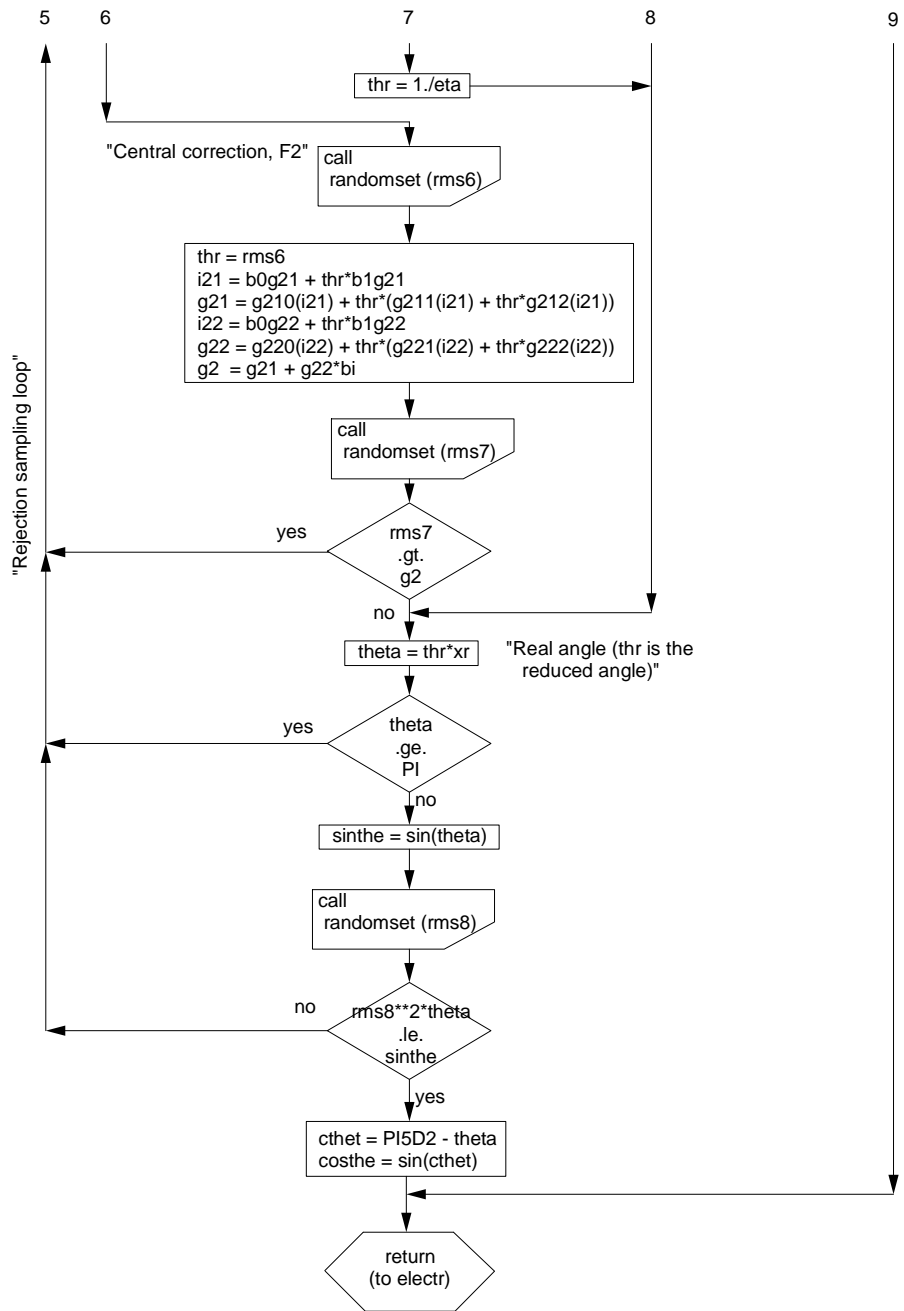 5 6 7 8 9
thr = 1./eta
"Central correction, F2"
call
randomset (rms6)
thr = rms6
i21 = b0g21 + thr*b1g21
g21 = g210(i21) + thr*(g211(i21) + thr*g212(i21))
i22 = b0g22 + thr*b1g22
g22 = g220(i22) + thr*(g221(i22) + thr*g222(i22))
g2 = g21 + g22*bi
"Rejection sampling loop"
call
randomset (rms7)
yes
rms7
.gt.
g2
no
theta = thr*xr
"Real angle (thr is the
reduced angle)"
yes
theta
.ge.
PI
no
sinthe = sin(theta)
call
randomset (rms8)
no
rms8**2*theta
.le.
sinthe
yes
cthet = PI5D2 - theta
costhe = sin(cthet)
return
(to electr)